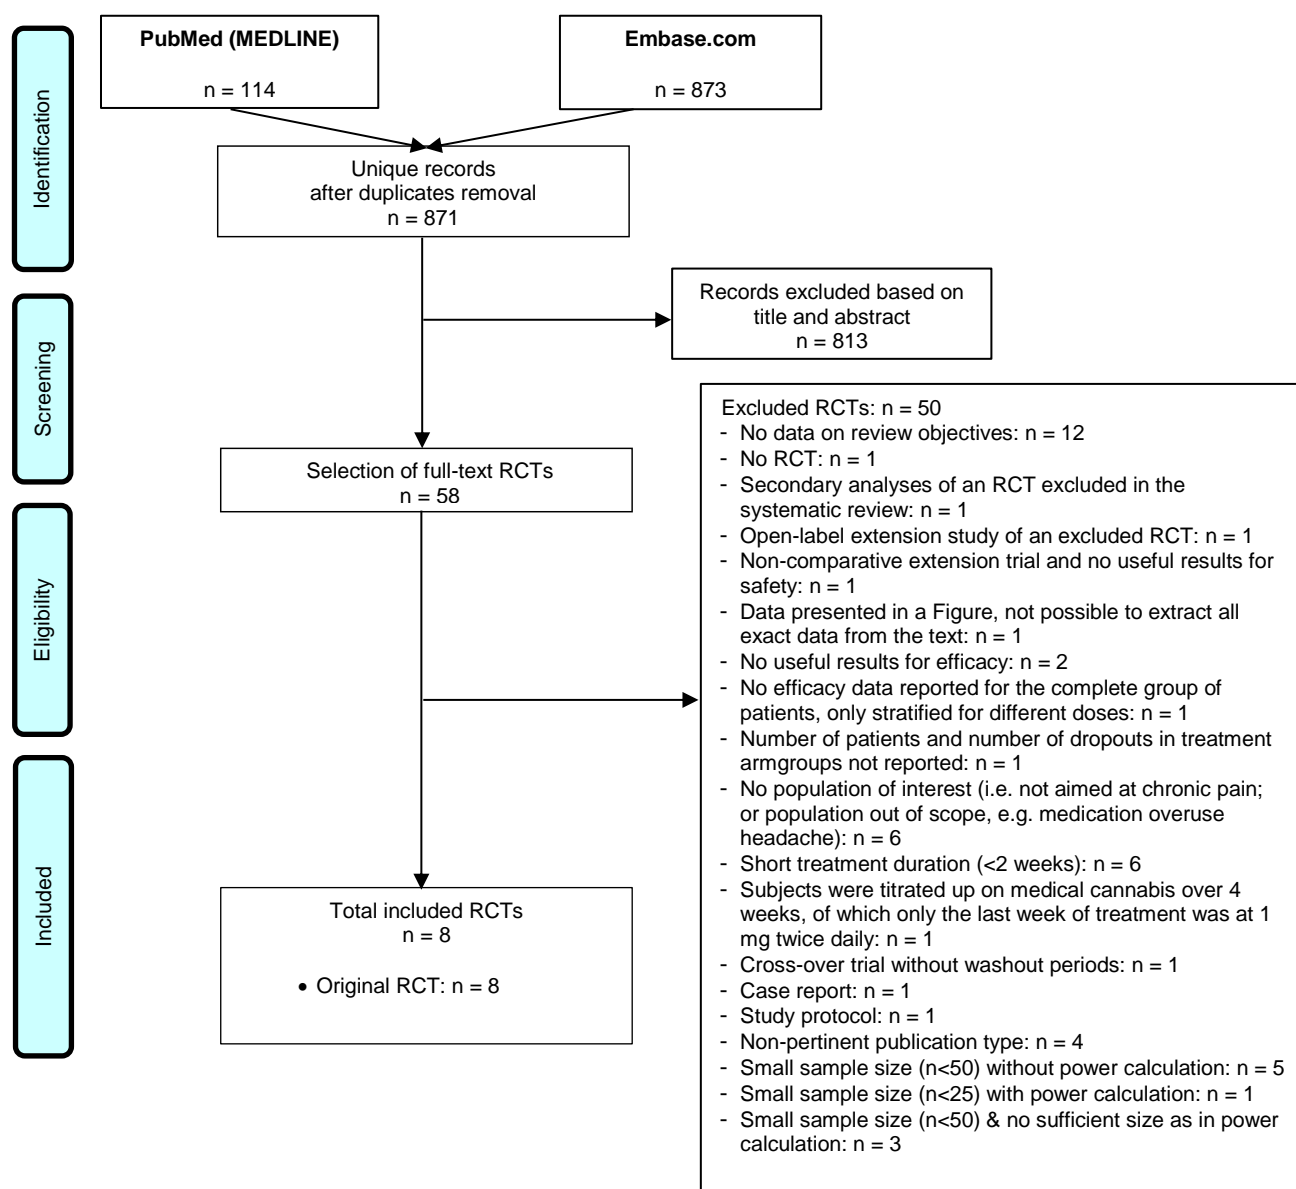 PubMed (MEDLINE)
n = 114
Embase.com
n = 873
Identification
Unique records
after duplicates removal
n = 871
Records excluded based on
title and abstract
n = 813
Screening
Selection of full-text RCTs
n = 58
Excluded RCTs: n = 50
- No data on review objectives: n = 12
- No RCT: n = 1
- Secondary analyses of an RCT excluded in the
systematic review: n = 1
- Open-label extension study of an excluded RCT: n = 1
- Non-comparative extension trial and no useful results for
safety: n = 1
- Data presented in a Figure, not possible to extract all
exact data from the text: n = 1
- No useful results for efficacy: n = 2
- No efficacy data reported for the complete group of
patients, only stratified for different doses: n = 1
- Number of patients and number of dropouts in treatment
armgroups not reported: n = 1
- No population of interest (i.e. not aimed at chronic pain;
or population out of scope, e.g. medication overuse
headache): n = 6
- Short treatment duration (<2 weeks): n = 6
- Subjects were titrated up on medical cannabis over 4
weeks, of which only the last week of treatment was at 1
mg twice daily: n = 1
- Cross-over trial without washout periods: n = 1
- Case report: n = 1
- Study protocol: n = 1
- Non-pertinent publication type: n = 4
- Small sample size (n<50) without power calculation: n = 5
- Small sample size (n<25) with power calculation: n = 1
- Small sample size (n<50) & no sufficient size as in power
calculation: n = 3
Eligibility
Included
Total included RCTs
n = 8
• Original RCT: n = 8